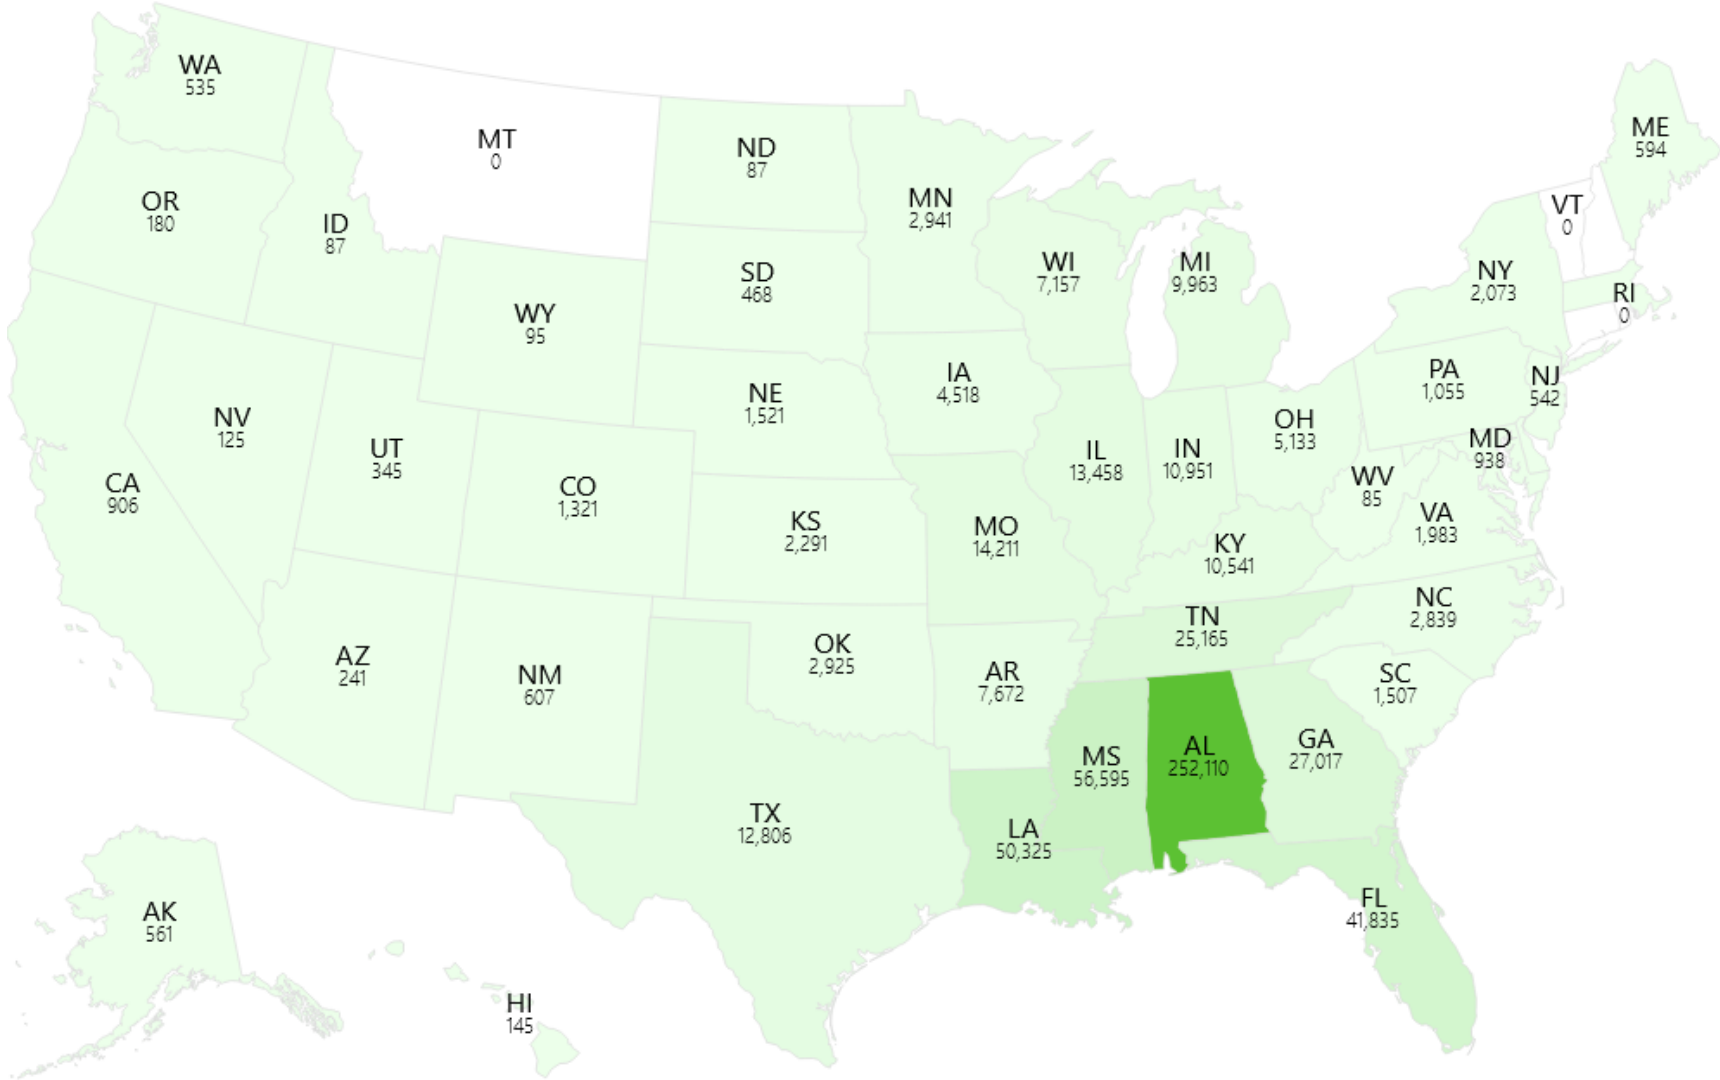 WA
535
MT
0
ND
87
MN
2,941
ME
594
OR
180
ID
87
VT
0
WY
95
SD
468
WI
7,157
MI
9,963
NY
2,073
RI
0
NV
125
UT
345
NE
1,521
IA
4,518
PA
1,055
NJ
542
CA
906
CO
1,321
KS
2,291
MO
14,211
IL
13,458
IN
10,951
OH
5,133
MD
938
WV
85
VA
1,983
KY
10,541
AZ
241
NM
607
OK
2,925
AR
7,672
TN
25,165
NC
2,839
SC
1,507
TX
12,806
LA
50,325
MS
56,595
AL
252,110
GA
27,017
FL
41,835
AK
561
HI
145